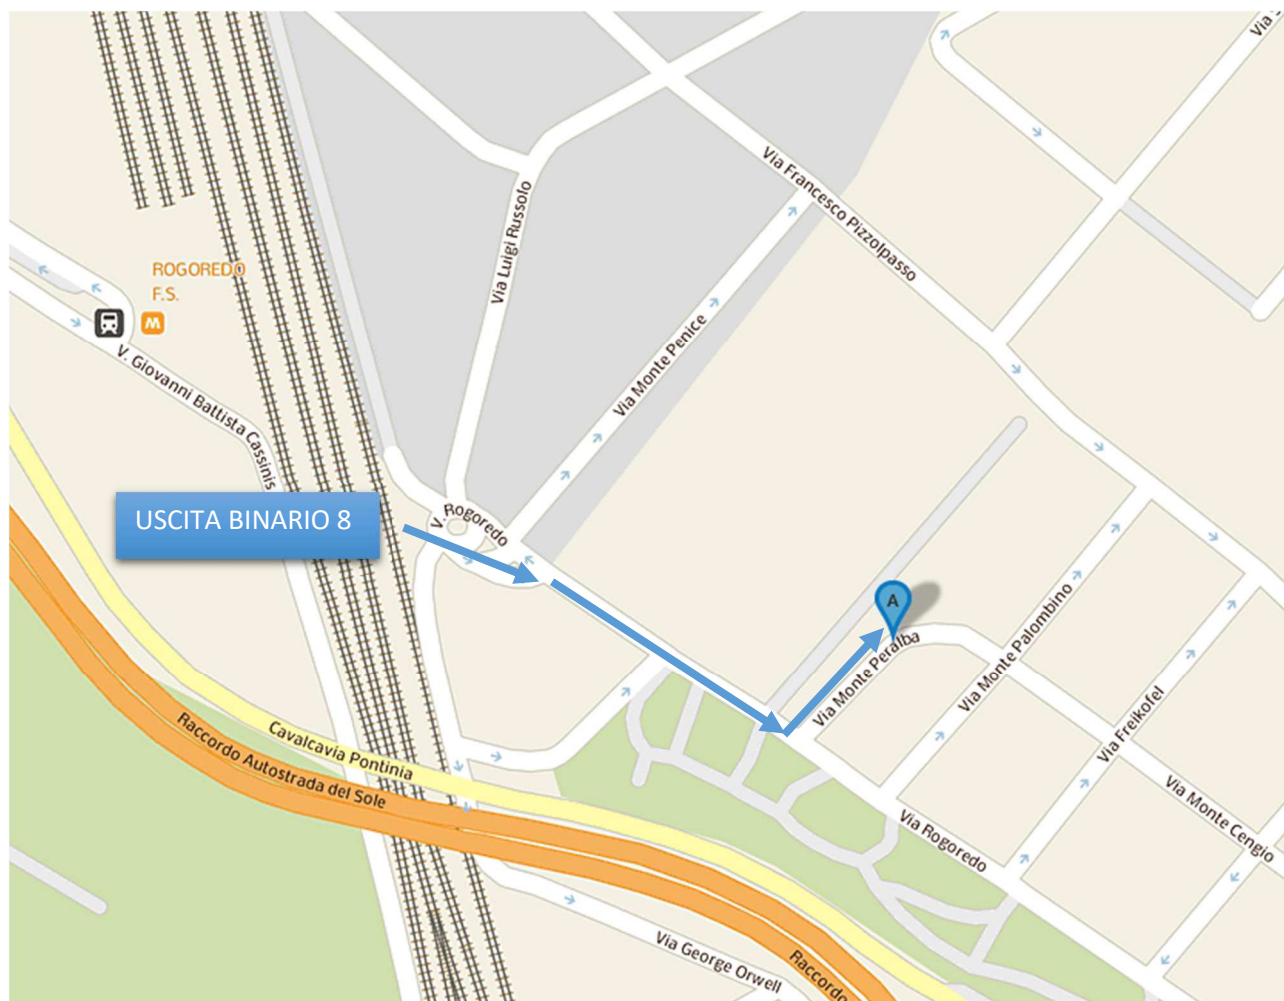 Via
Via Francesco Pizzolpasso
Via Luigi Russolo
ROGOREDO
F.S.
M
Via Monte Penice
V. Giovanni Battista Cassinis
USCITA BINARIO 8
V. Rogoredo
A
Via Monte Peralba
Via Monte Palombino
Via Freikofel
Cavalcavia Pontinia
Raccordo Autostrada del Sole
Via Rogoredo
Via Monte Cengio
Via George Orwell
Raccordo